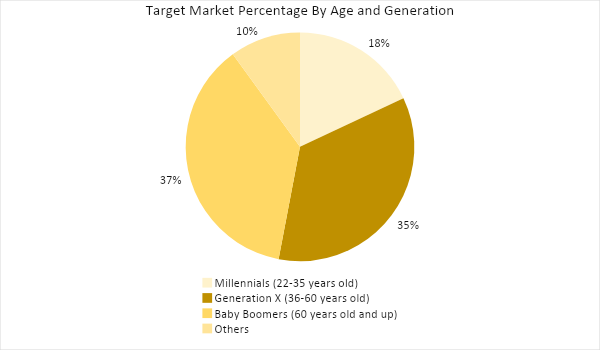 Target Market Percentage By Age and Generation
10%
18%
37%
35%
Millennials (22-35 years old)
Generation X (36-60 years old)
Baby Boomers (60 years old and up)
Others